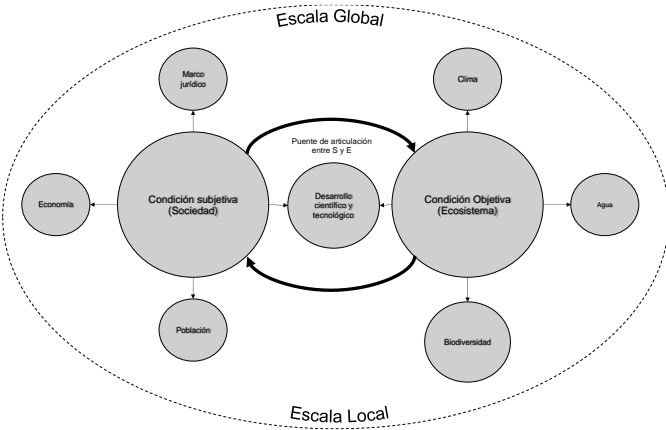 Escala Global
Marco
jurídico
Clima
Puente de articulación
entre S y E
Economía
Condición subjetiva
(Sociedad)
Desarrollo
científico y
tecnológico
Condición Objetiva
(Ecosistema)
Agua
Población
Biodiversidad
Escala Local